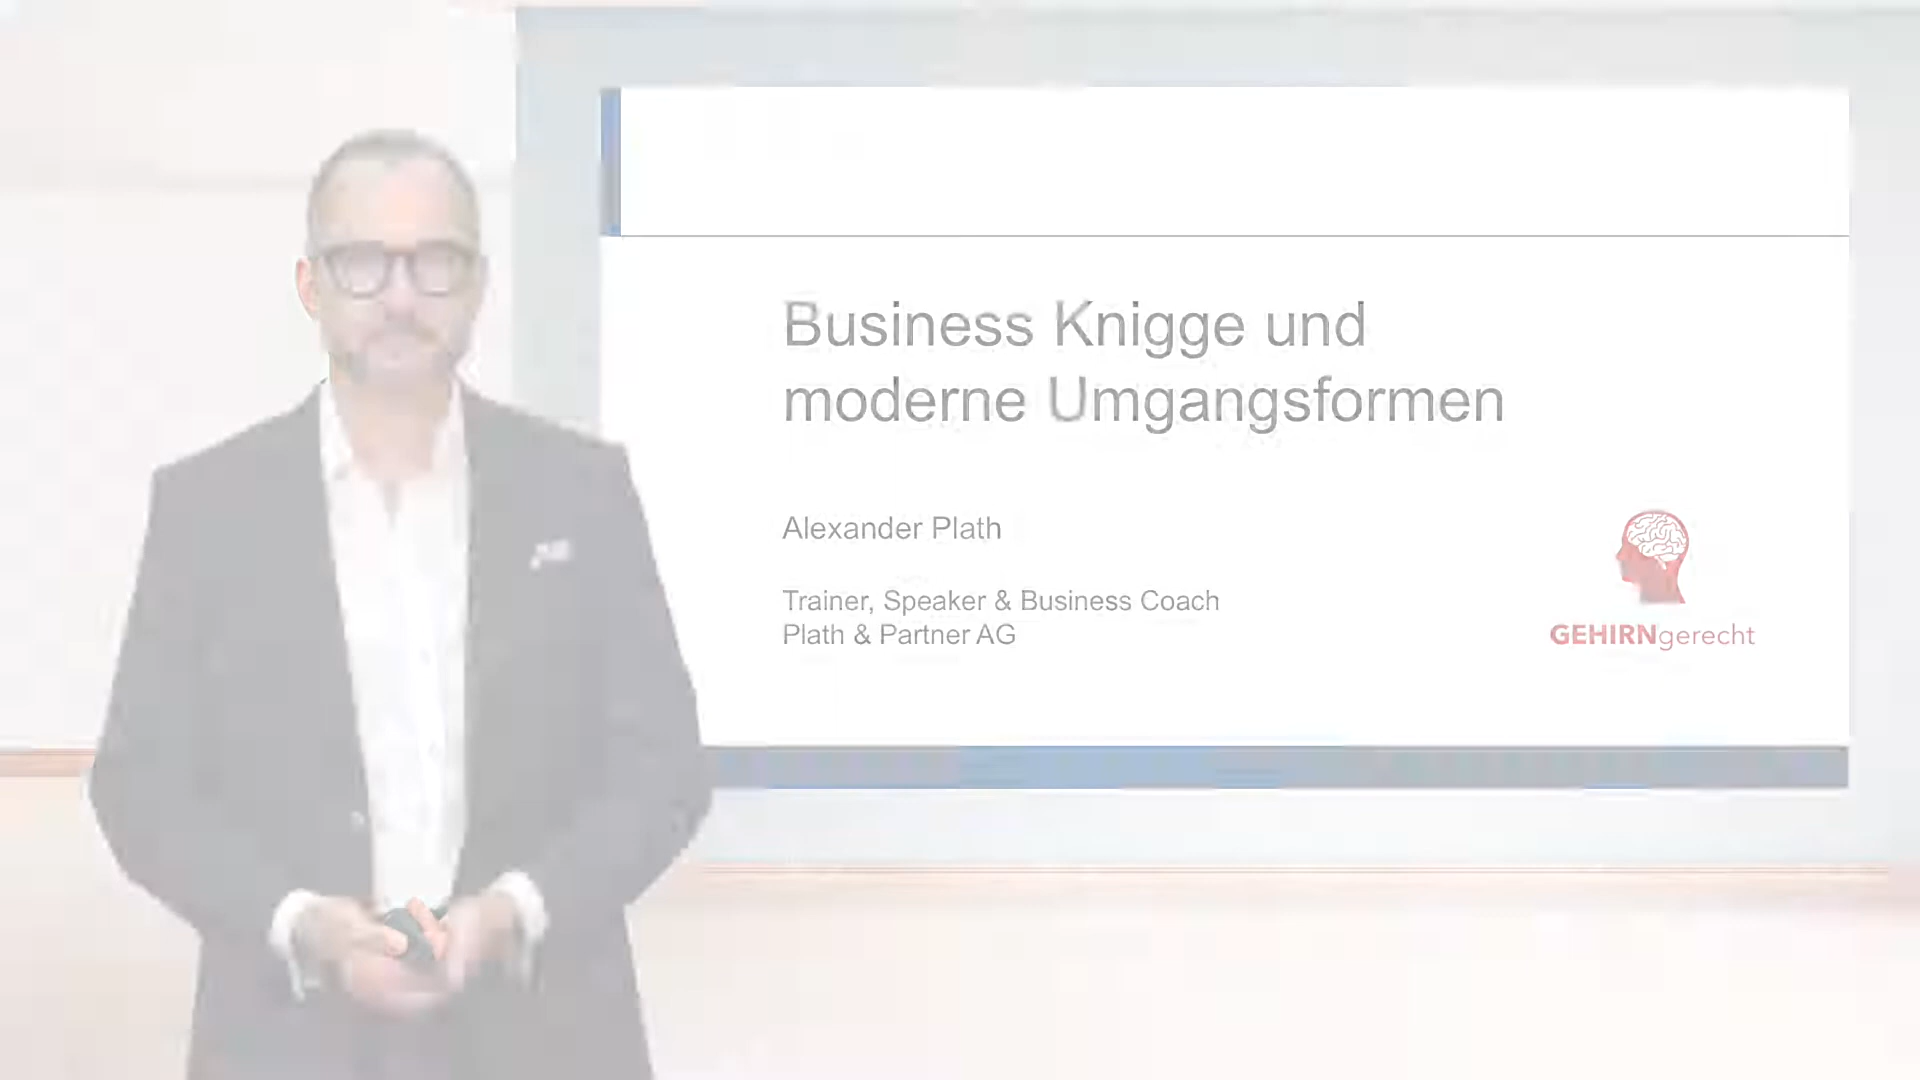 Business Knigge und
moderne Umgangsformen
Alexander Plath
Trainer, Speaker & Business Coach
Plath & Partner AG
GEHIRNgerecht